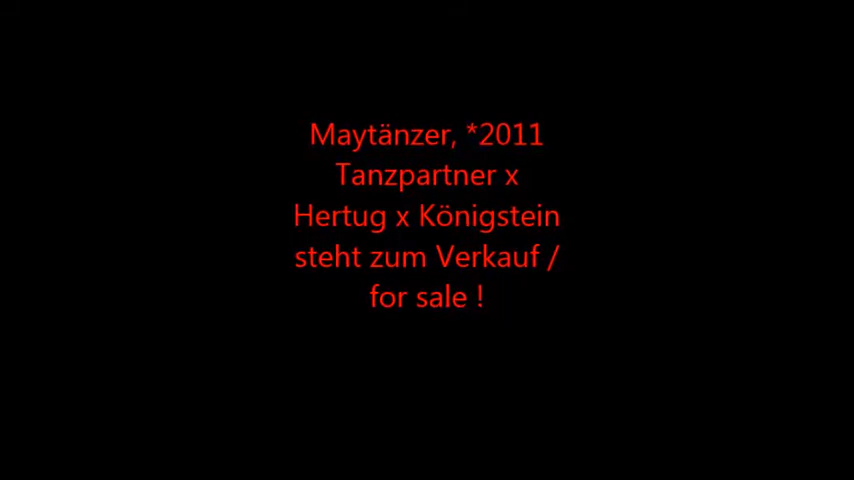 Maytänzer, *2011
Tanzpartner x
Hertug x Königstein
steht zum Verkauf /
for sale !